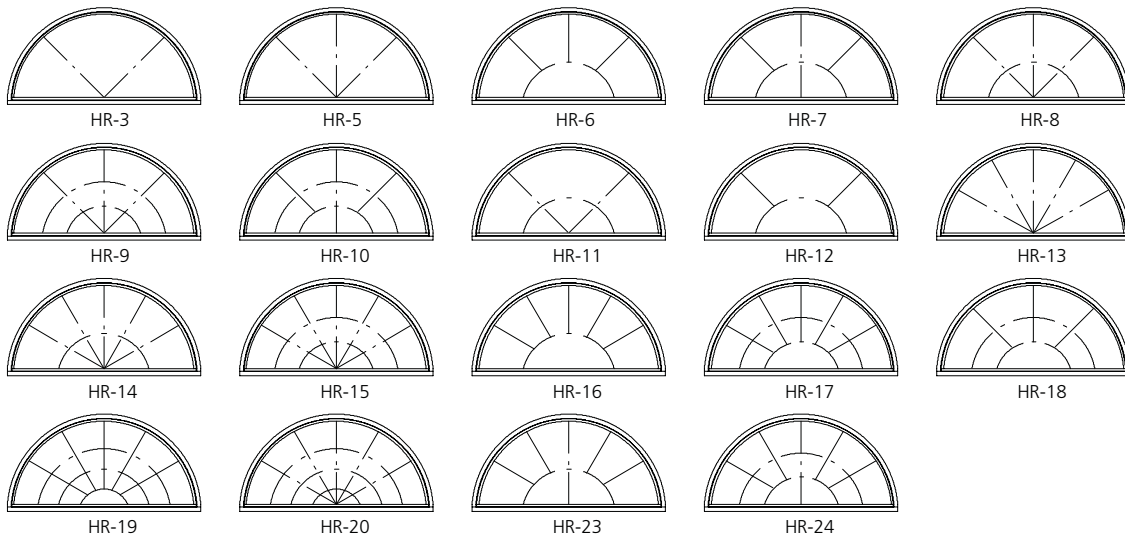 HR-3 HR-5 HR-6 HR-7 HR-8
HR-9 HR-10 HR-11 HR-12 HR-13
HR-14 HR-15 HR-16 HR-17 HR-18
HR-19 HR-20 HR-23 HR-24